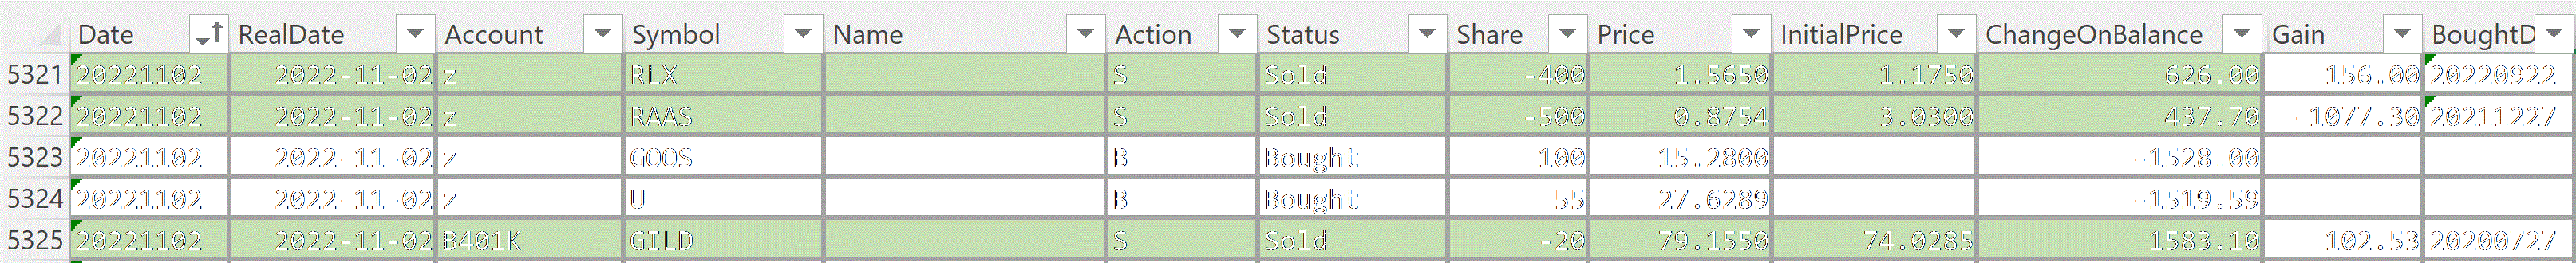 Date RealDate Account Symbol Name Action Status Share Price InitialPrice ChangeOnBalance Gain BoughtD
5321 20221102 2022-11-02 z RLX S Sold -400 1.5650 1.1750 626.00 156.00 20220922
5322 20221102 2022-11-02 z RAAS S Sold -500 0.8754 3.0300 437.70 -1077.30 20211227
5323 20221102 2022-11-02 z GOOS B Bought 100 15.2800 -1528.00
5324 20221102 2022-11-02 z U B Bought 55 27.6289 -1519.59
5325 20221102 2022-11-02 B401K GILD S Sold -20 79.1550 74.0285 1583.10 102.53 20200727